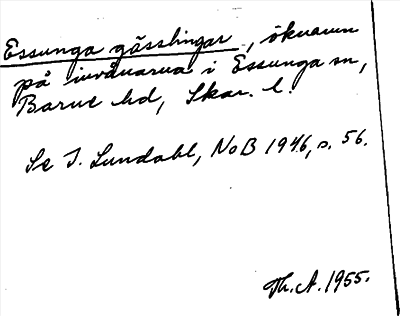 Essunga gässlingar, öknamn
på invånarna i Essunga sn,
Barne hd, Skar. l.
Se I. Lundahl, NoB 1946, s. 56.
Th. A. 1955.